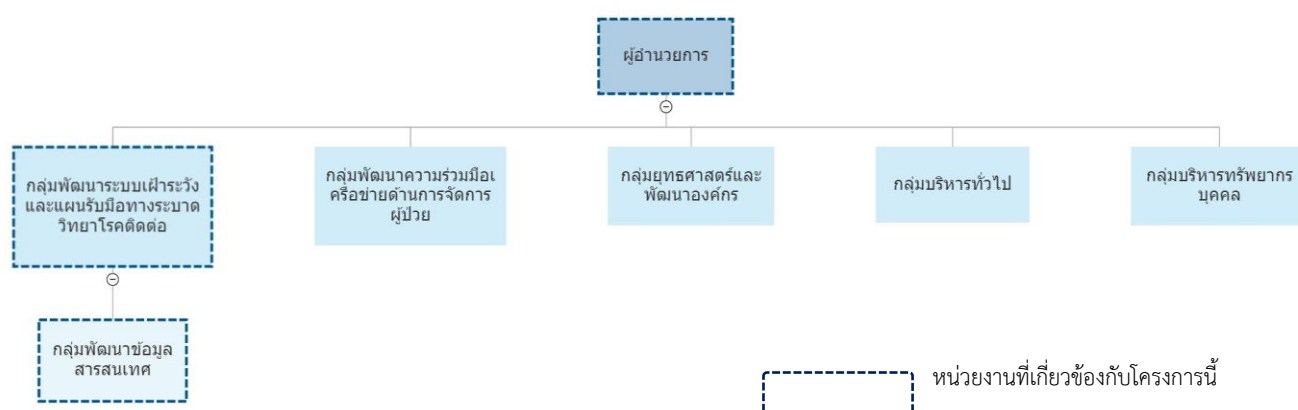 ผู้อำนวยการ
กลุ่มพัฒนาระบบเฝ้าระวัง
และแผนรับมือทางระบาด
วิทยาโรคติดต่อ
กลุ่มพัฒนาความร่วมมือเ
ครือข่ายด้านการจัดการ
ผู้ป่วย
กลุ่มยุทธศาสตร์และ
พัฒนาองค์กร
กลุ่มบริหารทั่วไป
กลุ่มบริหารทรัพยากร
บุคคล
กลุ่มพัฒนาข้อมูล
สารสนเทศ
หน่วยงานที่เกี่ยวข้องกับโครงการนี้